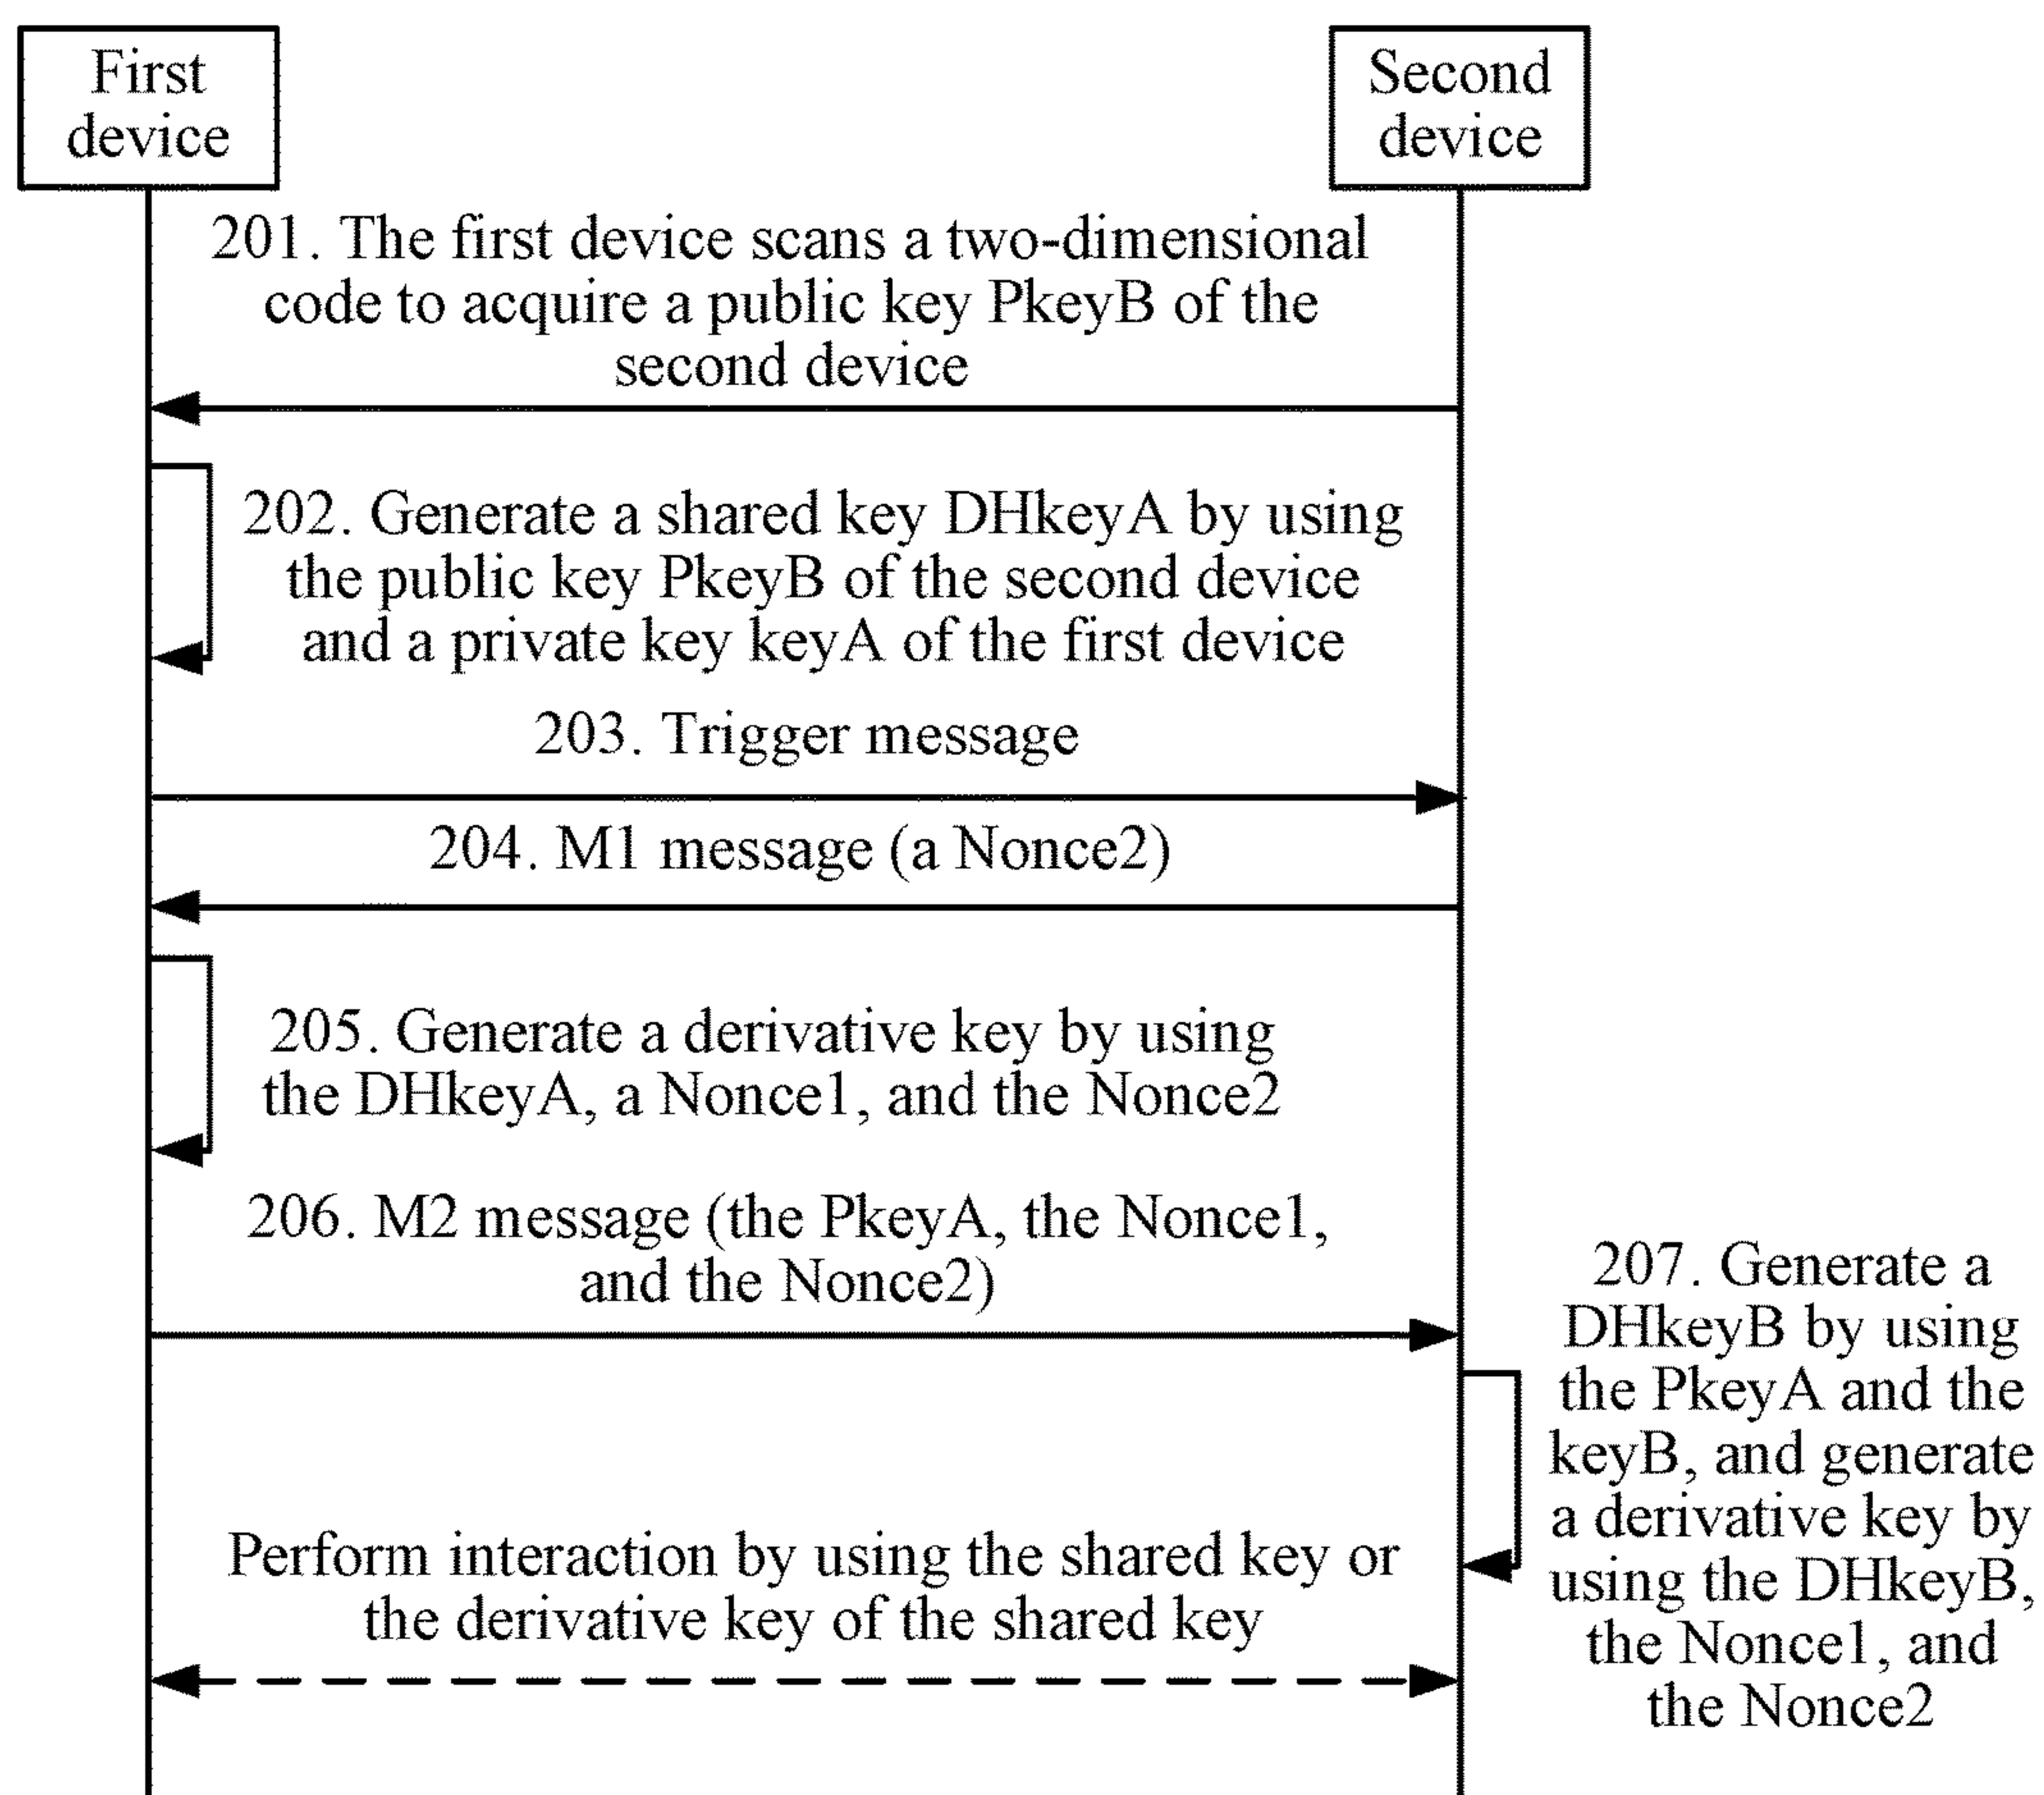 First
device
Second
device
201. The first device scans a two-dimensional
code to acquire a public key PkeyB of the
second device
202. Generate a shared key DHkeyA by using
the public key PkeyB of the second device
and a private key keyA of the first device
203. Trigger message
204. M1 message (a Nonce2)
205. Generate a derivative key by using
the DHkeyA, a Nonce1, and the Nonce2
206. M2 message (the PkeyA, the Nonce1,
and the Nonce2)
207. Generate a
DHkeyB by using
the PkeyA and the
keyB, and generate
a derivative key by
using the DHkeyB,
the Nonce1, and
the Nonce2
Perform interaction by using the shared key or
the derivative key of the shared key